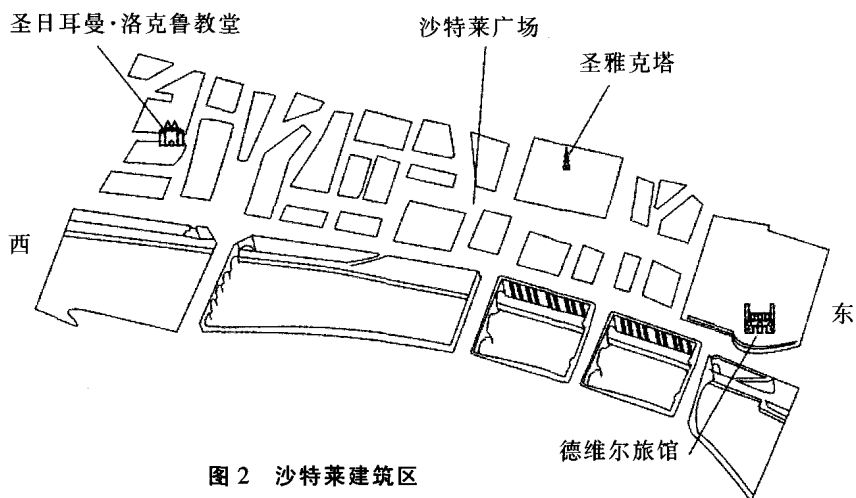 圣日耳曼·洛克鲁教堂
沙特莱广场
圣雅克塔
西
东
德维尔旅馆
图2 沙特莱建筑区